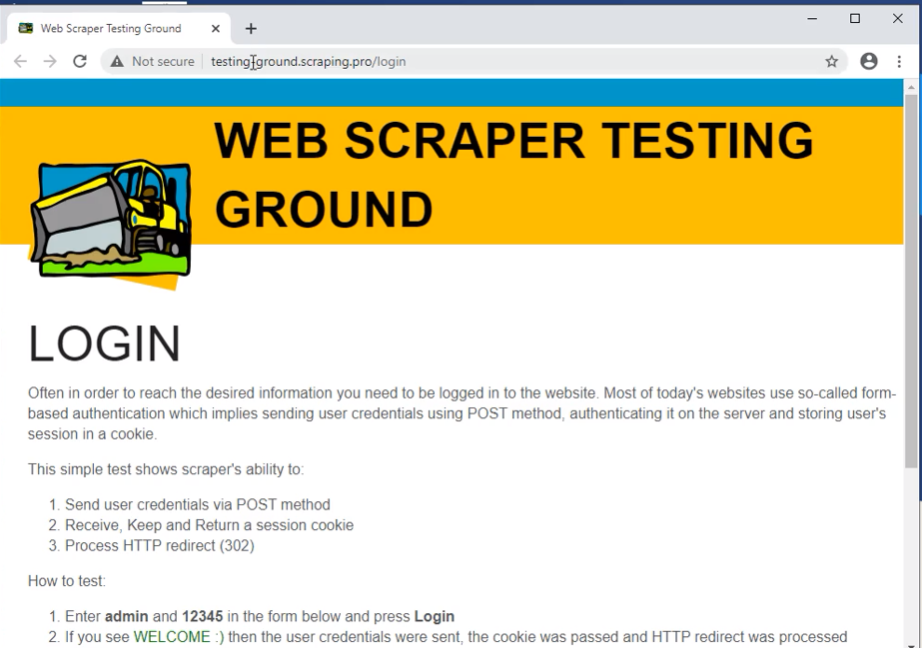 Web Scraper Testing Ground
Not secure
testing-ground.scraping.pro/login
WEB SCRAPER TESTING
GROUND
LOGIN
Often in order to reach the desired information you need to be logged in to the website. Most of today's websites use so-called form-
based authentication which implies sending user credentials using POST method, authenticating it on the server and storing user's
session in a cookie.
This simple test shows scraper's ability to:
1. Send user credentials via POST method
2. Receive, Keep and Return a session cookie
3. Process HTTP redirect (302)
How to test:
1. Enter admin and 12345 in the form below and press Login
2. If you see WELCOME :) then the user credentials were sent, the cookie was passed and HTTP redirect was processed